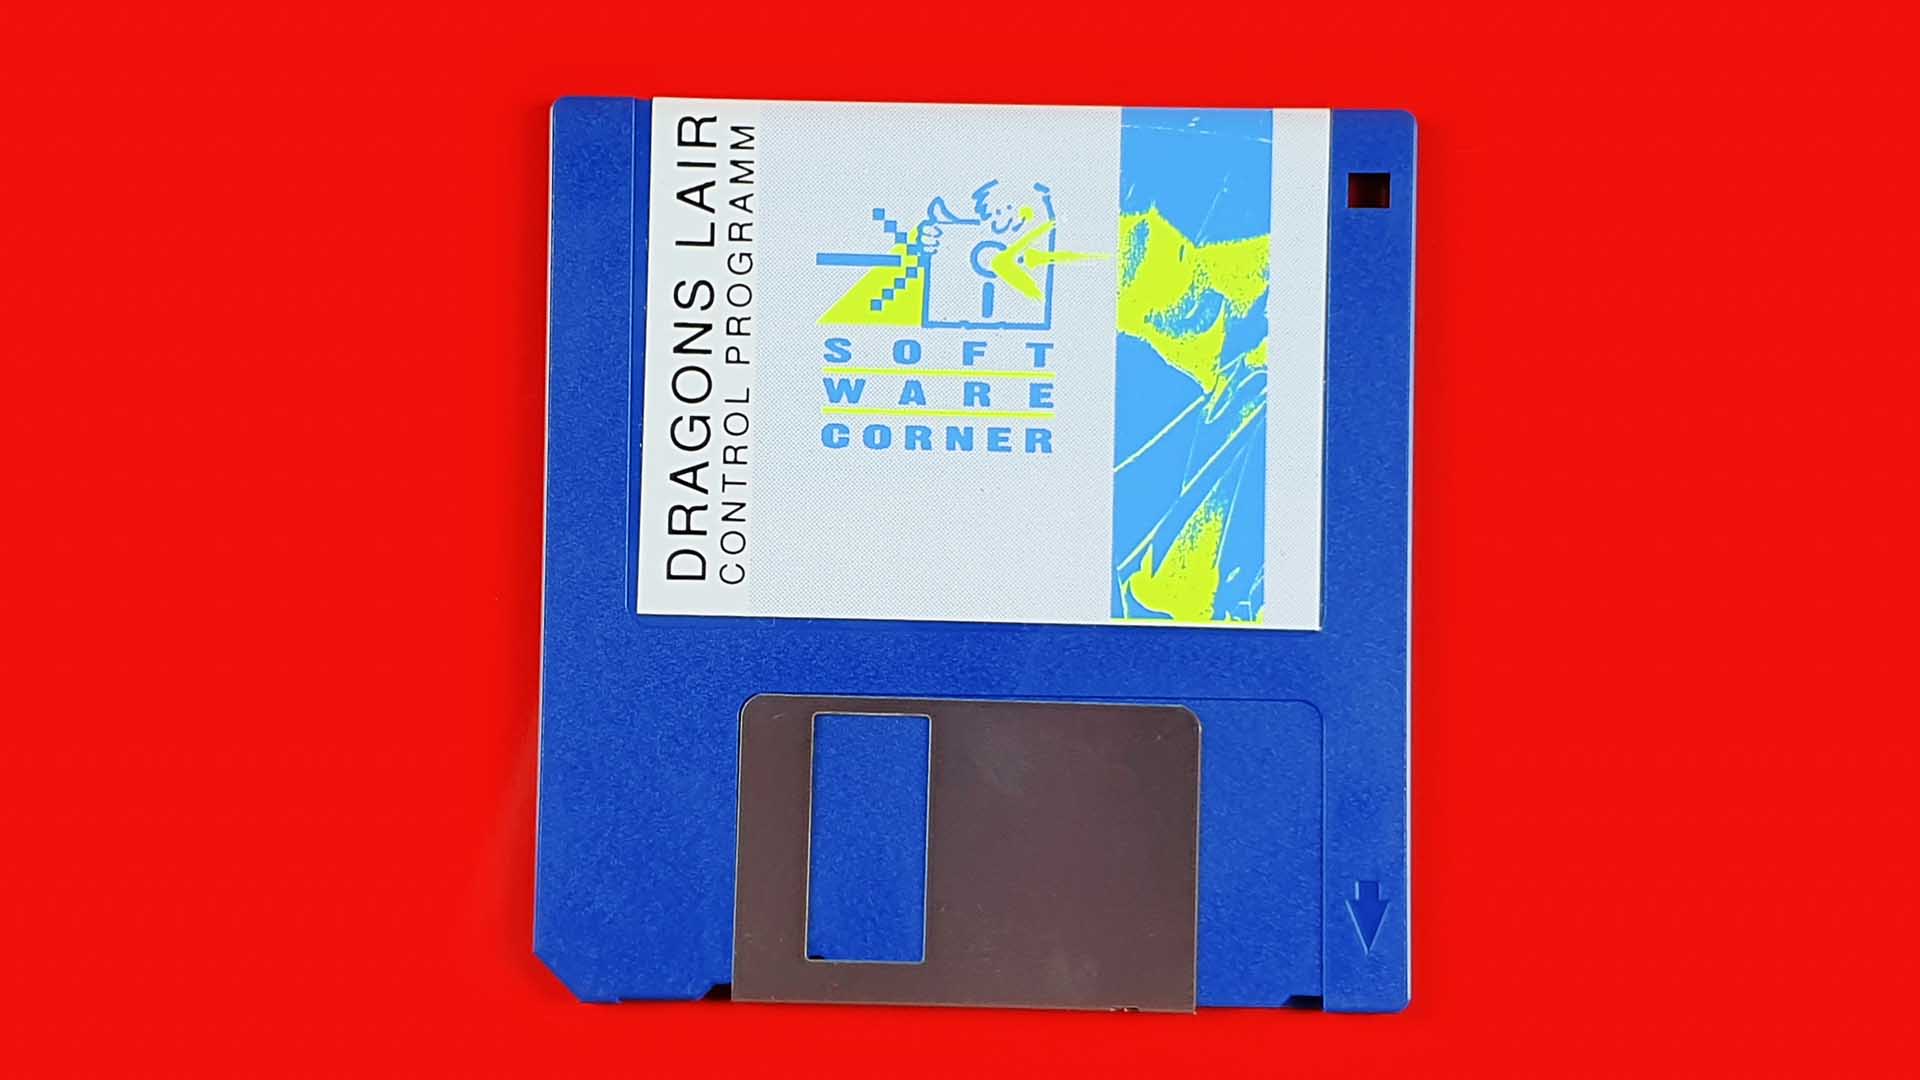 DRAGONS LAIR
CONTROL PROGRAMM
SOFT
WARE
CORNER